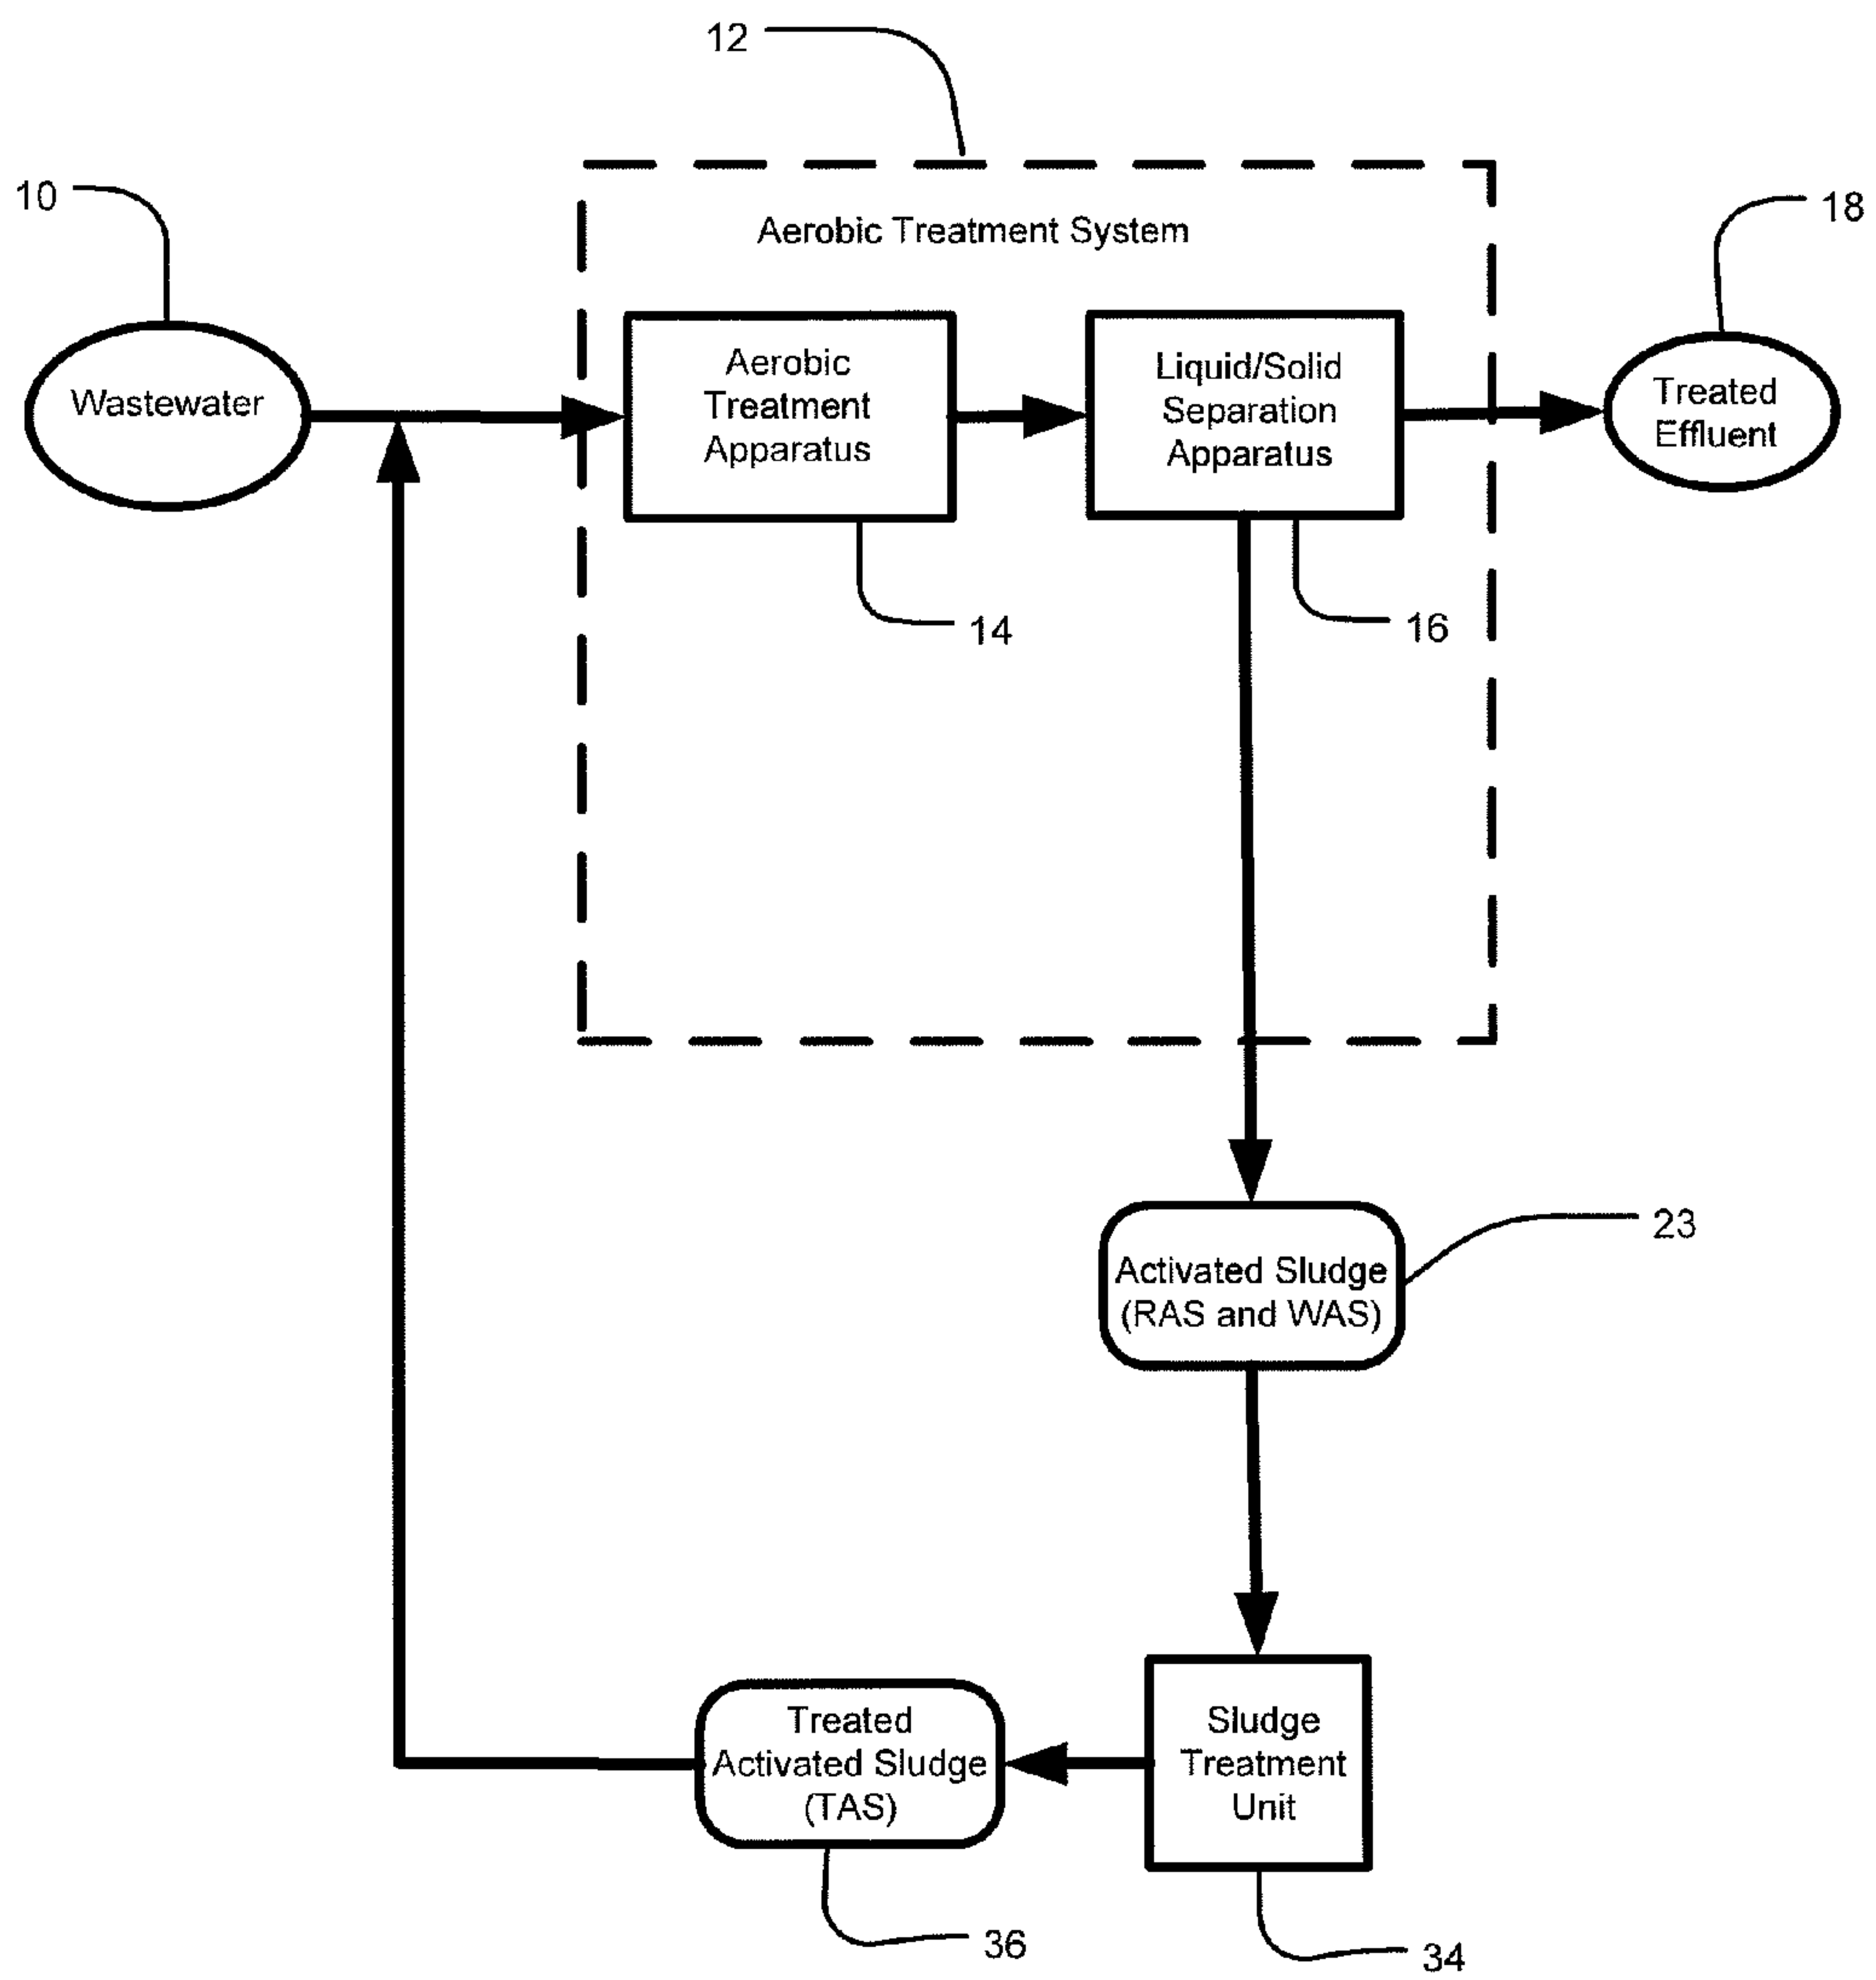 12
10
18
Aerobic Treatment System
Wastewater
Aerobic
Treatment
Apparatus
Liquid/Solid
Separation
Apparatus
Treated
Effluent
14
16
23
Activated Sludge
(RAS and WAS)
Treated
Activated Sludge
(TAS)
Sludge
Treatment
Unit
36
34